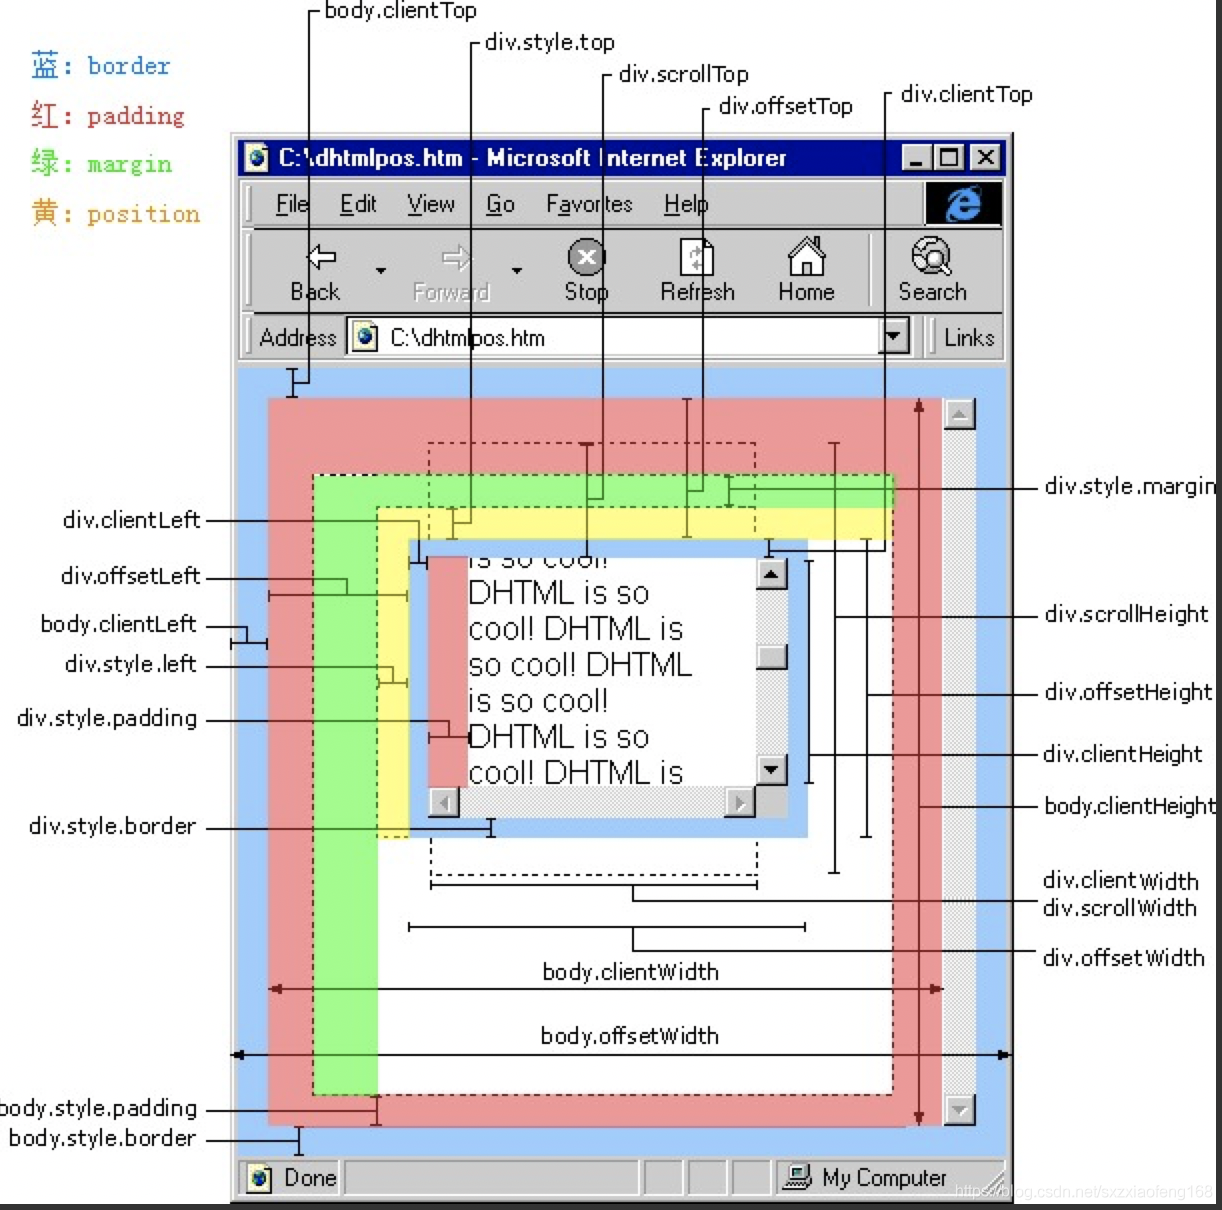 body.clientTop
div.style.top
div.scrollTop
div.offsetTop
div.clientTop
蓝: border
红: padding
绿: margin
黄: position
C:\dhtmlpos.htm - Microsoft Internet Explorer
File Edit View Go Favorites Help
Back Forward Stop Refresh Home Search
Address C:\dhtmlpos.htm Links
div.clientLeft
div.offsetLeft
body.clientLeft
div.style.left
div.style.padding
div.style.border
is so cool!
DHTML is so
cool! DHTML is
so cool! DHTML
is so cool!
DHTML is so
cool! DHTML is
div.style.margin
div.scrollHeight
div.offsetHeight
div.clientHeight
body.clientHeight
div.clientWidth
div.scrollWidth
div.offsetWidth
body.clientWidth
body.offsetWidth
body.style.padding
body.style.border
Done My Computer
https://blog.csdn.net/sxzxiaofeng168